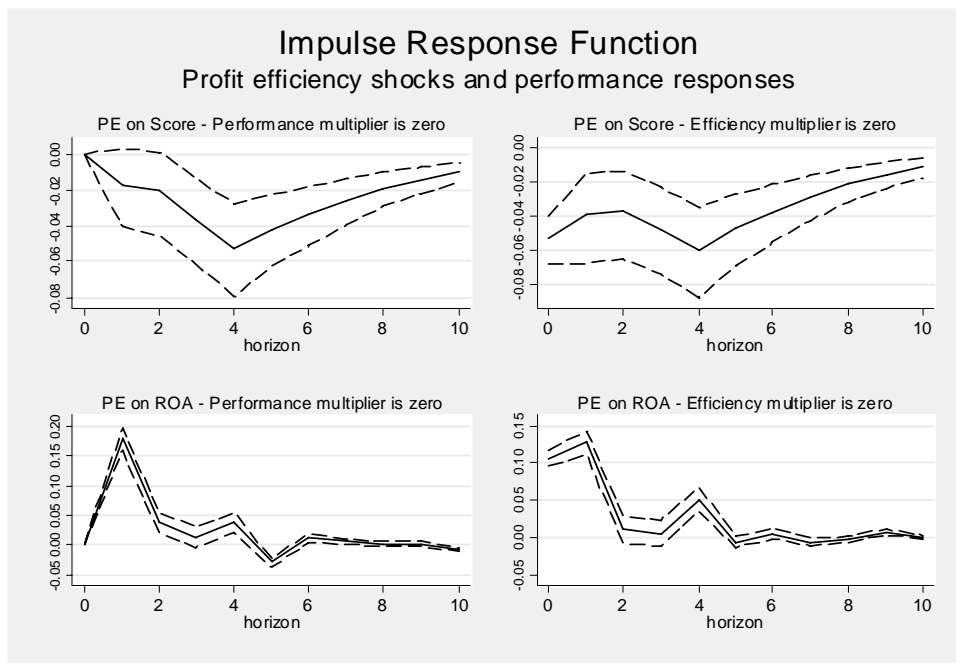 Impulse Response Function
Profit efficiency shocks and performance responses
PE on Score - Performance multiplier is zero
0.00
-0.02
-0.04
-0.06
-0.08
0 2 4 6 8 10
horizon
PE on Score - Efficiency multiplier is zero
0.00
-0.02
-0.04
-0.06
-0.08
0 2 4 6 8 10
horizon
PE on ROA - Performance multiplier is zero
0.20
0.15
0.10
0.05
0.00
-0.05
0 2 4 6 8 10
horizon
PE on ROA - Efficiency multiplier is zero
0.15
0.10
0.05
0.00
-0.05
0 2 4 6 8 10
horizon